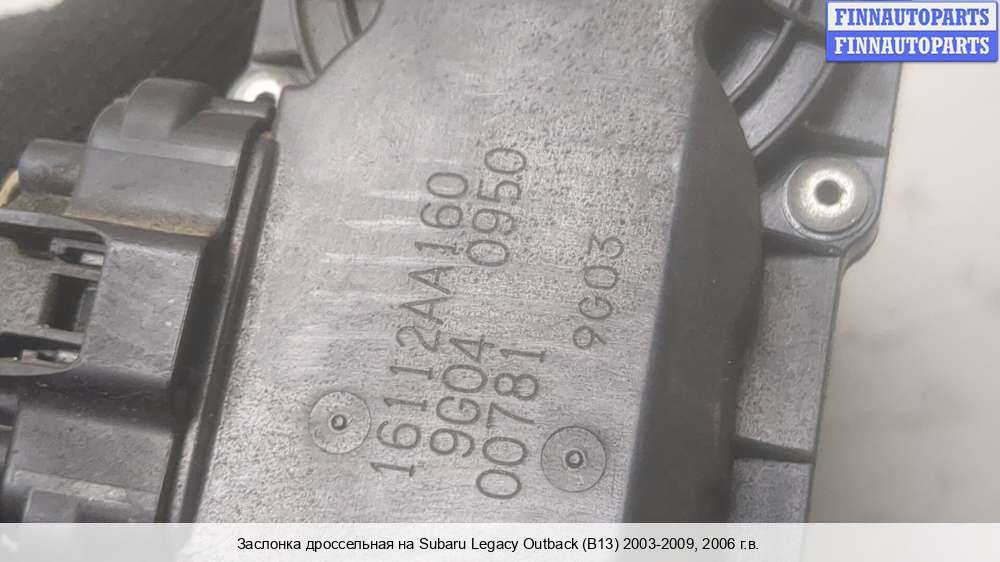 FINNAUTOPARTS
FINNAUTOPARTS
16112AA160
9G04
00781 0950
9G03
Заслонка дроссельная на Subaru Legacy Outback (B13) 2003-2009, 2006 г.в.